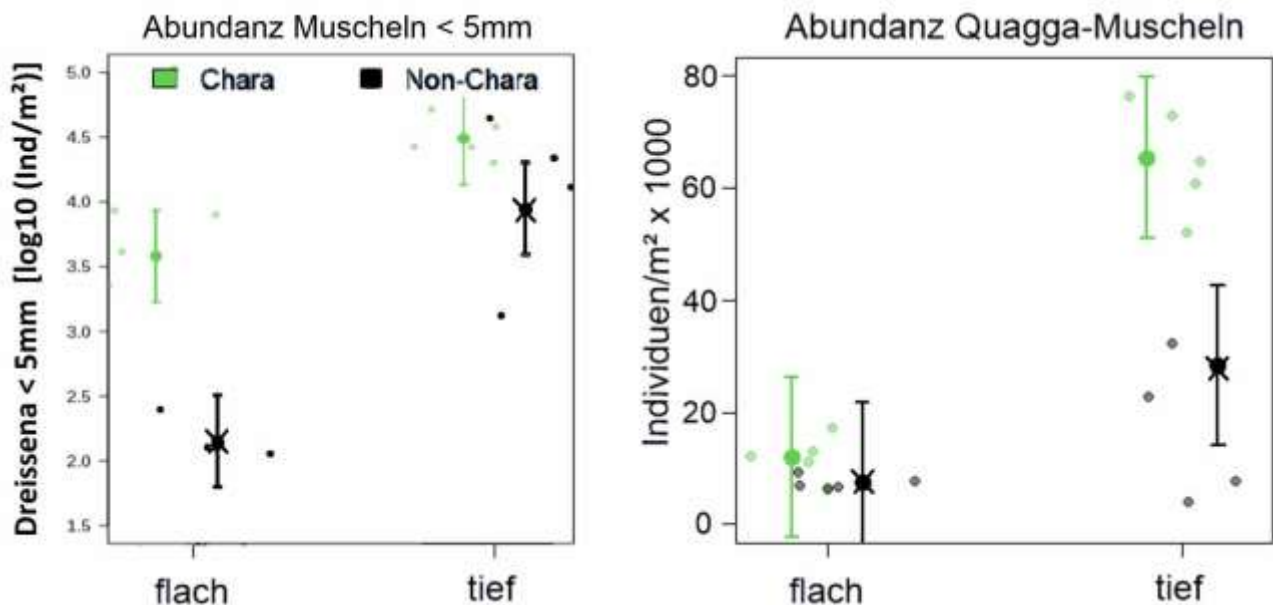 Abundanz Muscheln < 5mm
Dreissena < 5mm [log10 (Ind/m²)]
5.0
4.5
4.0
3.5
3.0
2.5
2.0
1.5
Chara
Non-Chara
flach
tief
Abundanz Quagga-Muscheln
Individuen/m² x 1000
80
60
40
20
0
flach
tief